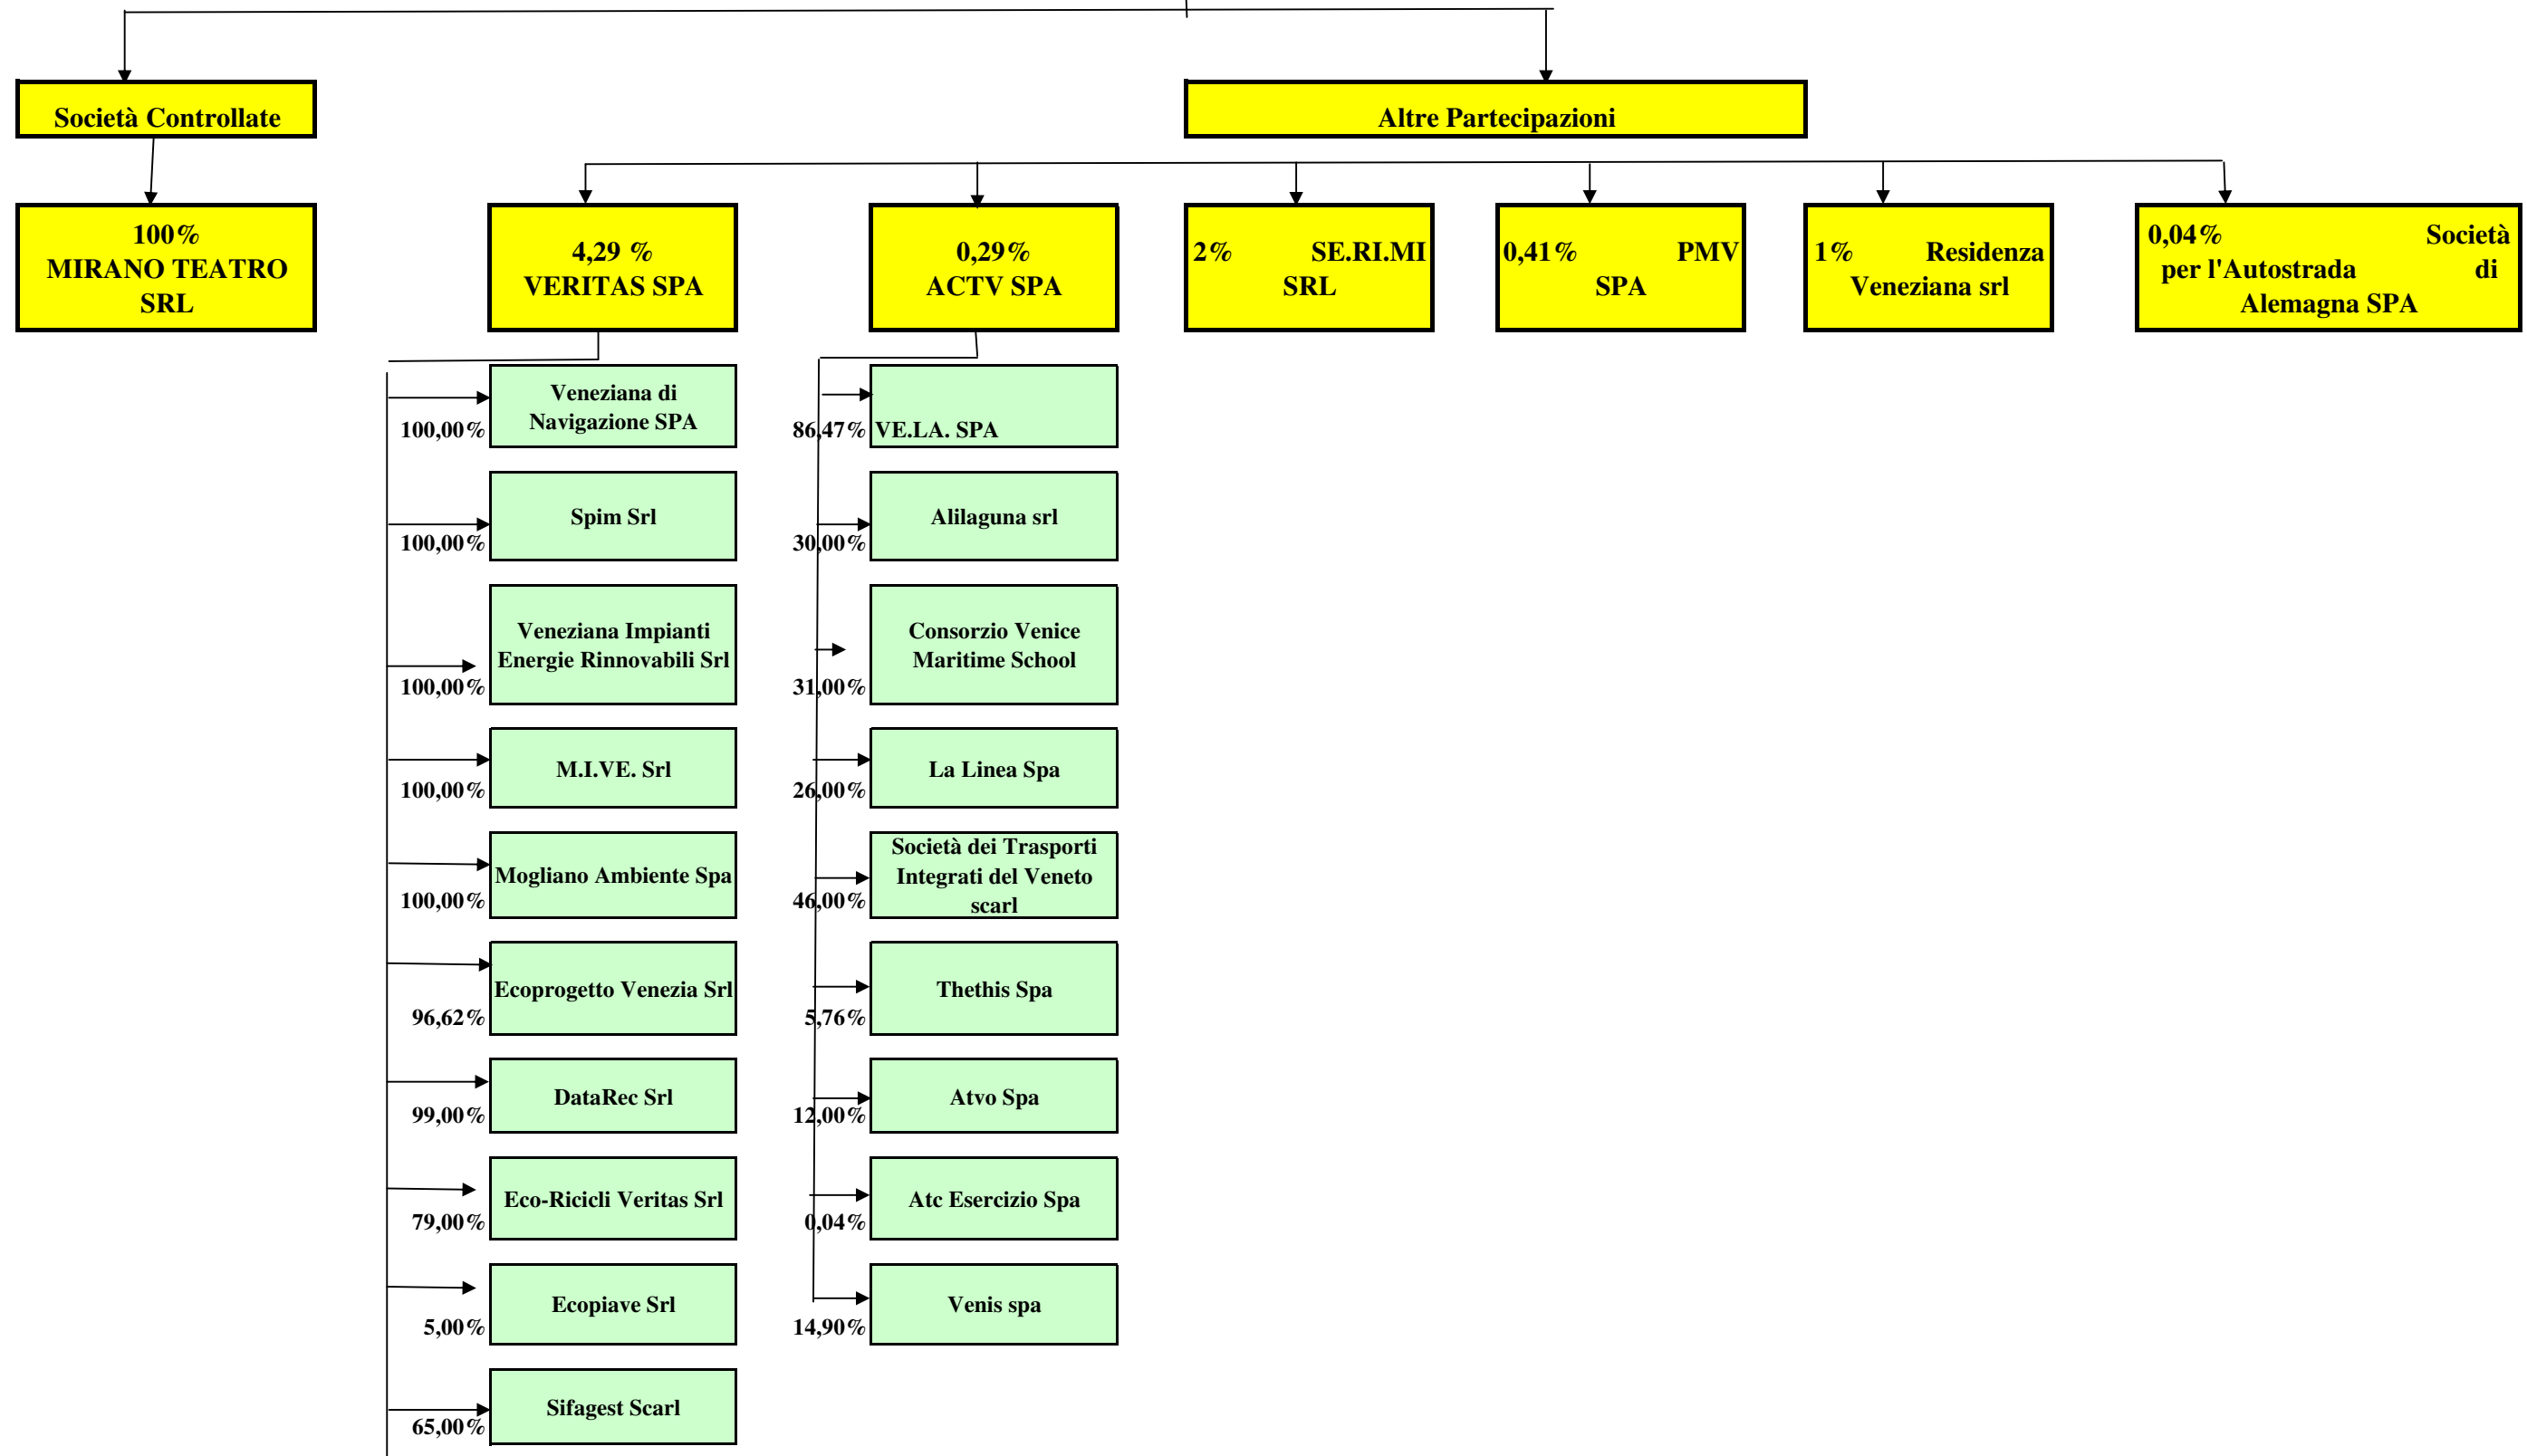 Società Controllate
Altre Partecipazioni
100%
MIRANO TEATRO
SRL
4,29 %
VERITAS SPA
0,29%
ACTV SPA
2% SE.RI.MI
SRL
0,41% PMV
SPA
1% Residenza
Veneziana srl
0,04% Società
per l'Autostrada di
Alemagna SPA
Veneziana di
Navigazione SPA
100,00%
86,47%
VE.LA. SPA
Spim Srl
100,00%
Alilaguna srl
30,00%
Veneziana Impianti
Energie Rinnovabili Srl
100,00%
Consorzio Venice
Maritime School
31,00%
M.I.VE. Srl
100,00%
La Linea Spa
26,00%
Mogliano Ambiente Spa
100,00%
Società dei Trasporti
Integrati del Veneto
scarl
46,00%
Ecoprogetto Venezia Srl
96,62%
Thethis Spa
5,76%
DataRec Srl
99,00%
Atvo Spa
12,00%
Eco-Ricicli Veritas Srl
79,00%
Atc Esercizio Spa
0,04%
Ecopiave Srl
5,00%
Venis spa
14,90%
Sifagest Scarl
65,00%